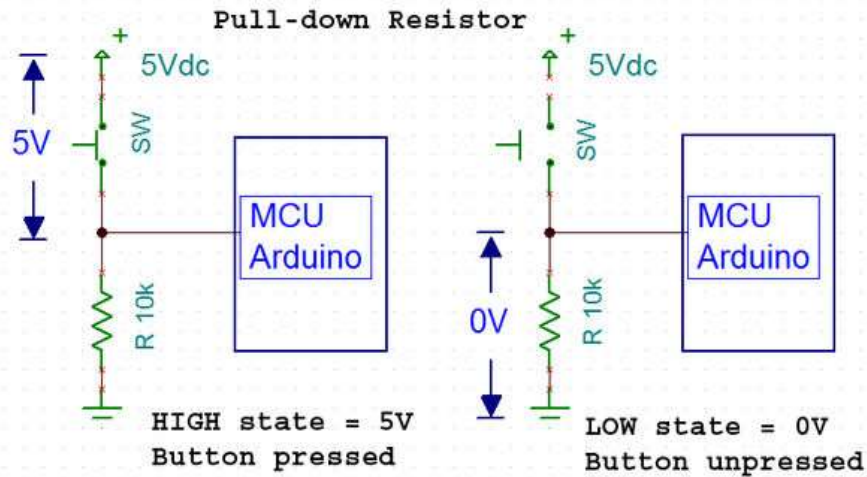 Pull-down Resistor
+
5Vdc
5V
SW
MCU
Arduino
R 10k
HIGH state = 5V
Button pressed
+
5Vdc
SW
MCU
Arduino
0V
R 10k
LOW state = 0V
Button unpressed